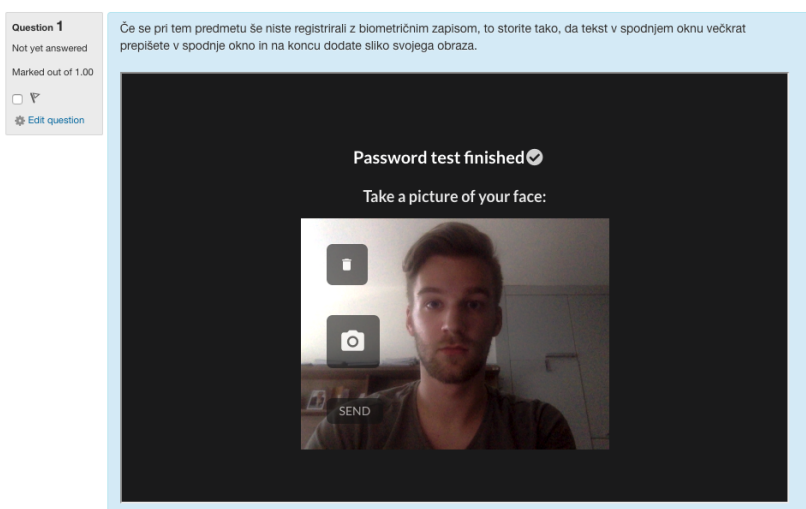 Question 1
Not yet answered
Marked out of 1.00
Edit question
Če se pri tem predmetu še niste registrirali z biometričnim zapisom, to storite tako, da tekst v spodnjem oknu večkrat
prepišete v spodnje okno in na koncu dodate sliko svojega obraza.
Password test finished
Take a picture of your face:
SEND